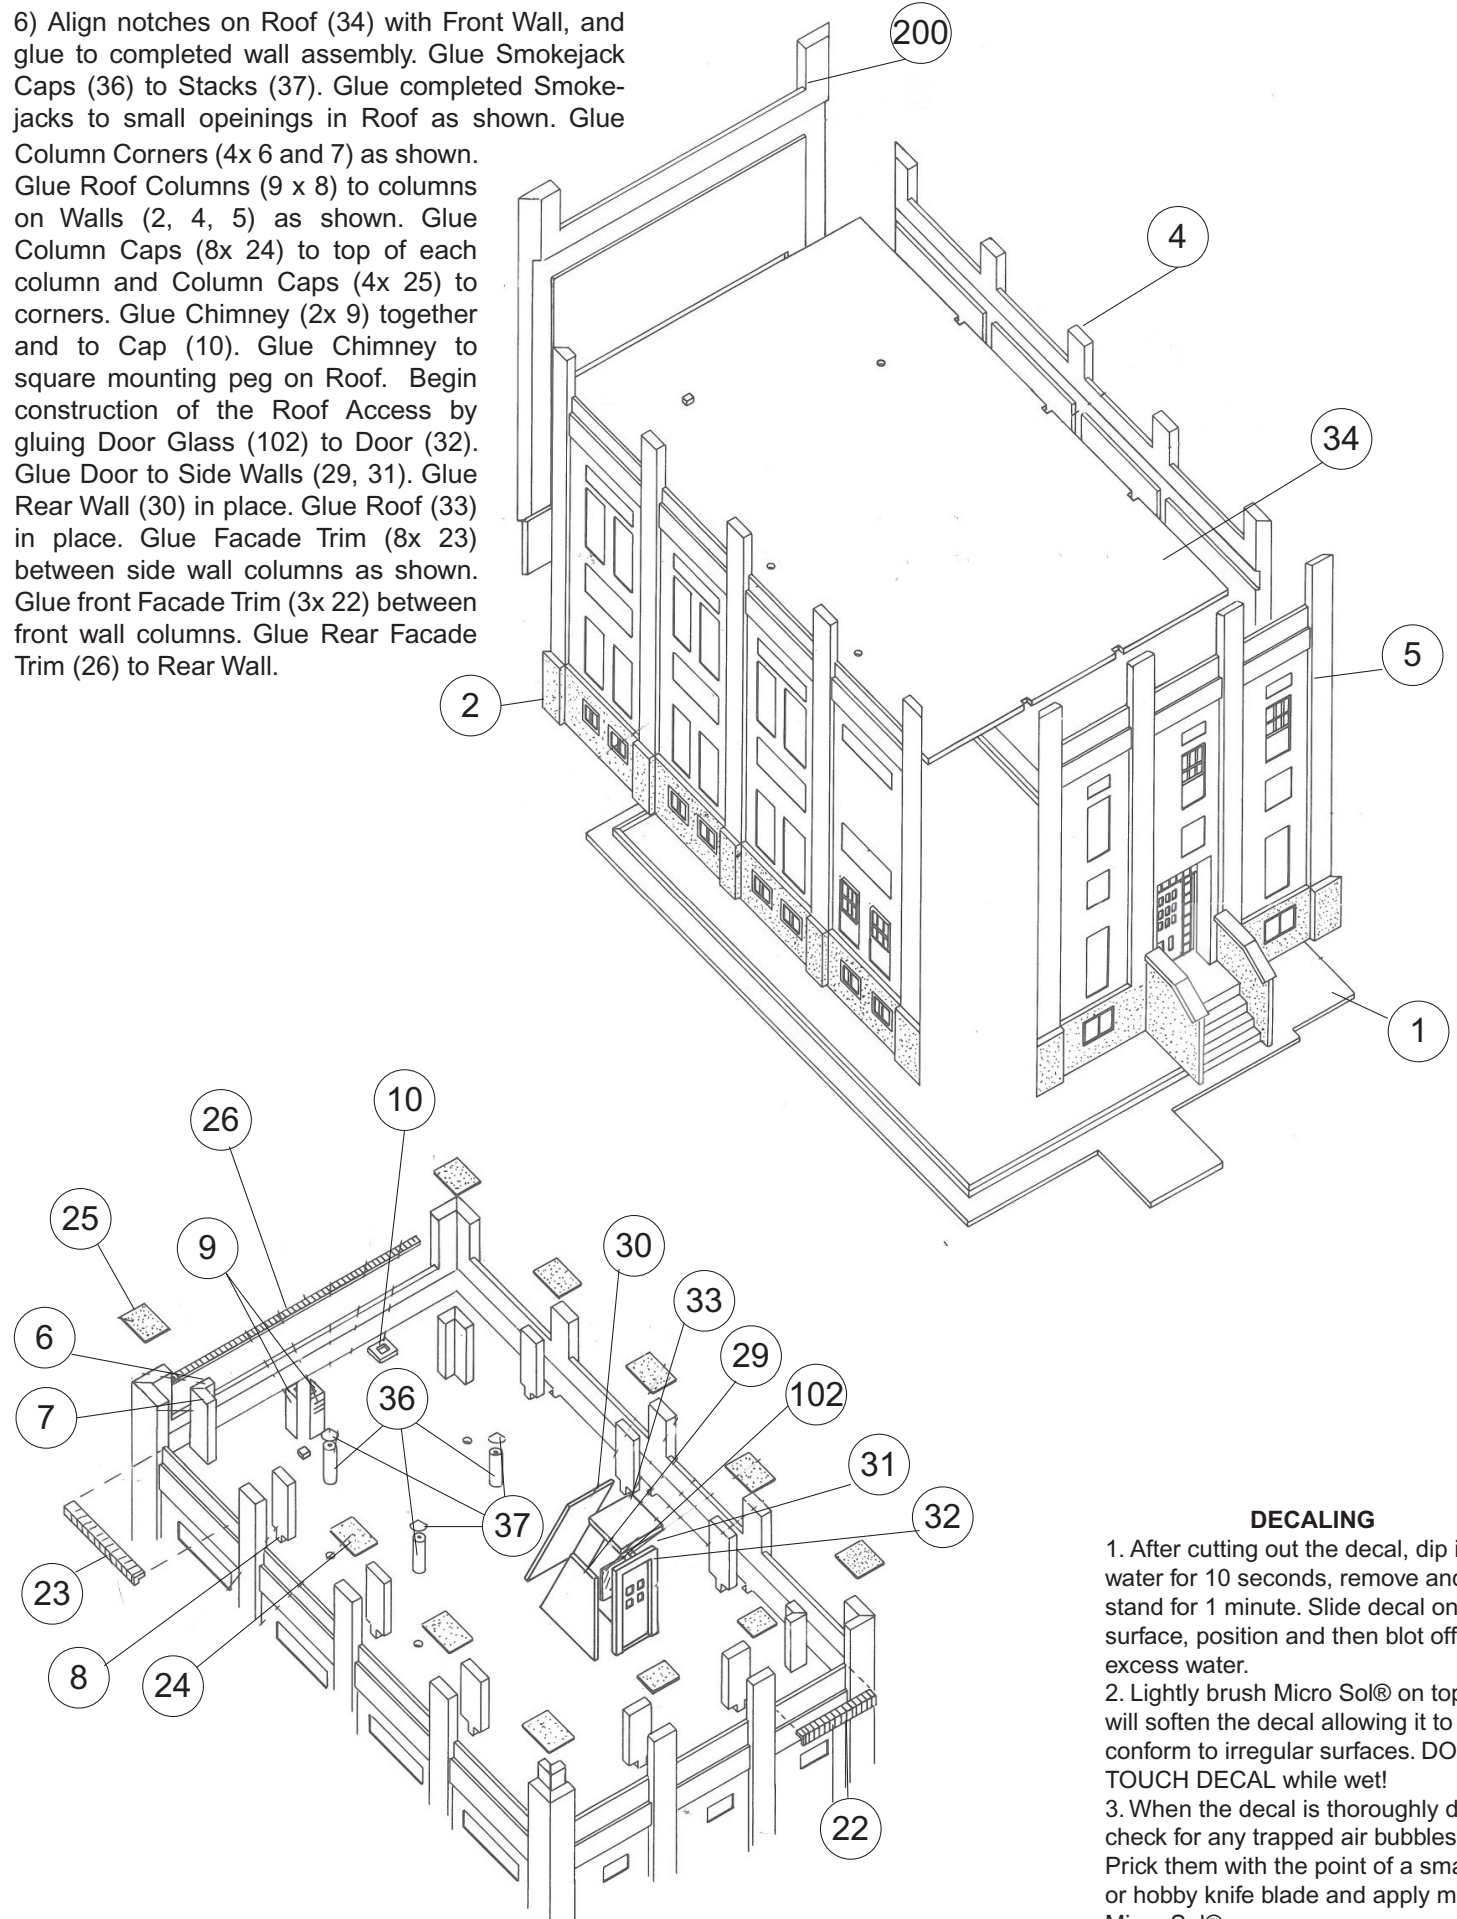 6) Align notches on Roof (34) with Front Wall, and
glue to completed wall assembly. Glue Smokejack
Caps (36) to Stacks (37). Glue completed Smoke-
jacks to small opeinings in Roof as shown. Glue
Column Corners (4x 6 and 7) as shown.
Glue Roof Columns (9 x 8) to columns
on Walls (2, 4, 5) as shown. Glue
Column Caps (8x 24) to top of each
column and Column Caps (4x 25) to
corners. Glue Chimney (2x 9) together
and to Cap (10). Glue Chimney to
square mounting peg on Roof. Begin
construction of the Roof Access by
gluing Door Glass (102) to Door (32).
Glue Door to Side Walls (29, 31). Glue
Rear Wall (30) in place. Glue Roof (33)
in place. Glue Facade Trim (8x 23)
between side wall columns as shown.
Glue front Facade Trim (3x 22) between
front wall columns. Glue Rear Facade
Trim (26) to Rear Wall.
200
4
34
5
2
1
10
26
25
9
30
33
6
29
36
102
7
31
37
32
23
8
24
22
DECALING
1. After cutting out the decal, dip
water for 10 seconds, remove
stand for 1 minute. Slide decal
surface, position and then blot off
excess water.
2. Lightly brush Micro Sol® on
will soften the decal allowing it to
conform to irregular surfaces.
TOUCH DECAL while wet!
3. When the decal is thoroughly
check for any trapped air bubbles
Prick them with the point of a
or hobby knife blade and apply